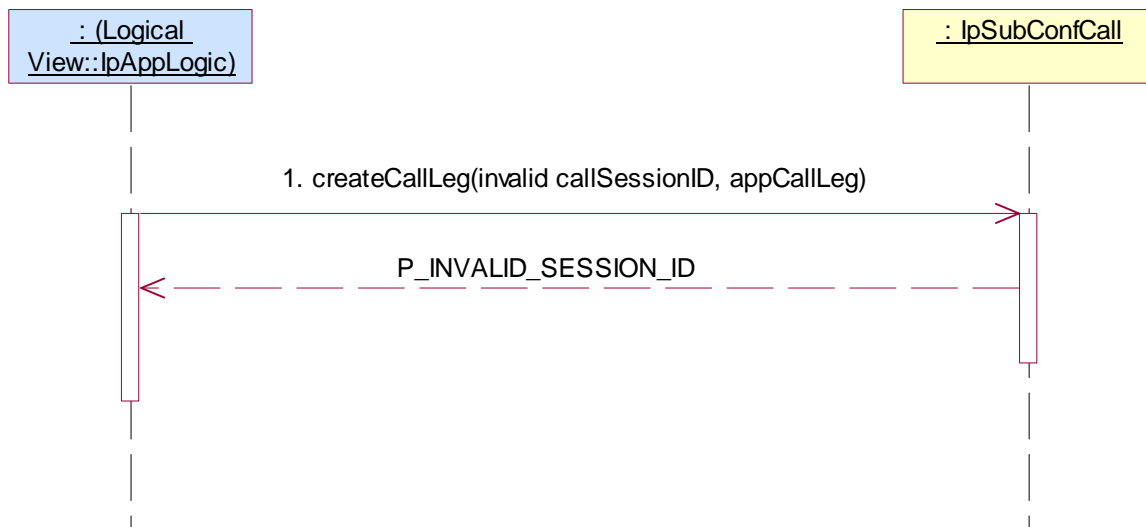 : (Logical
View::IpAppLogic)
: IpSubConfCall
1. createCallLeg(invalid callSessionID, appCallLeg)
P_INVALID_SESSION_ID